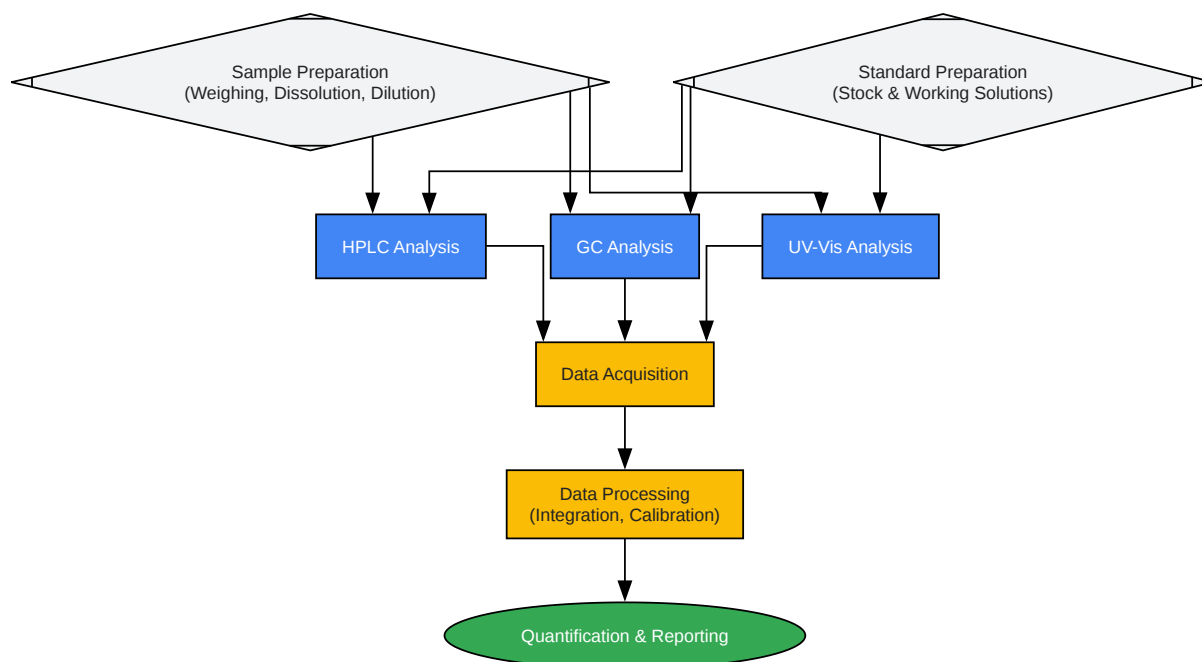 Sample Preparation
(Weighing, Dissolution, Dilution)
Standard Preparation
(Stock & Working Solutions)
HPLC Analysis
GC Analysis
UV-Vis Analysis
Data Acquisition
Data Processing
(Integration, Calibration)
Quantification & Reporting